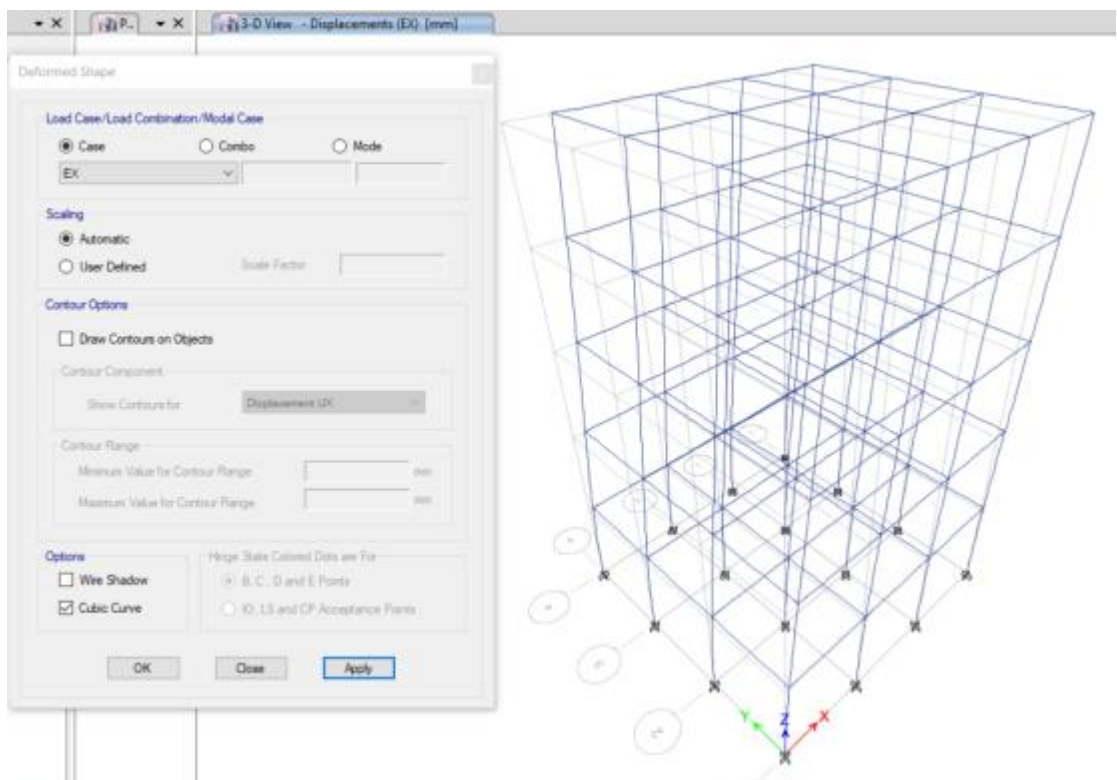 P..
3-D View - Displacements (EX) [mm]
Deformed Shape
Load Case/Load Combination/Modal Case
Case Combo Mode
EX
Scaling
Automatic
User Defined Scale Factor
Contour Options
Draw Contours on Objects
Contour Component
Show Contours for Displacement UX
Contour Range
Minimum Value for Contour Range mm
Maximum Value for Contour Range mm
Options
Wire Shadow
Cubic Curve
Hinge State Colored Dots are For
B, C, D and E Points
IO, LS and CP Acceptance Points
OK Close Apply
Y Z X